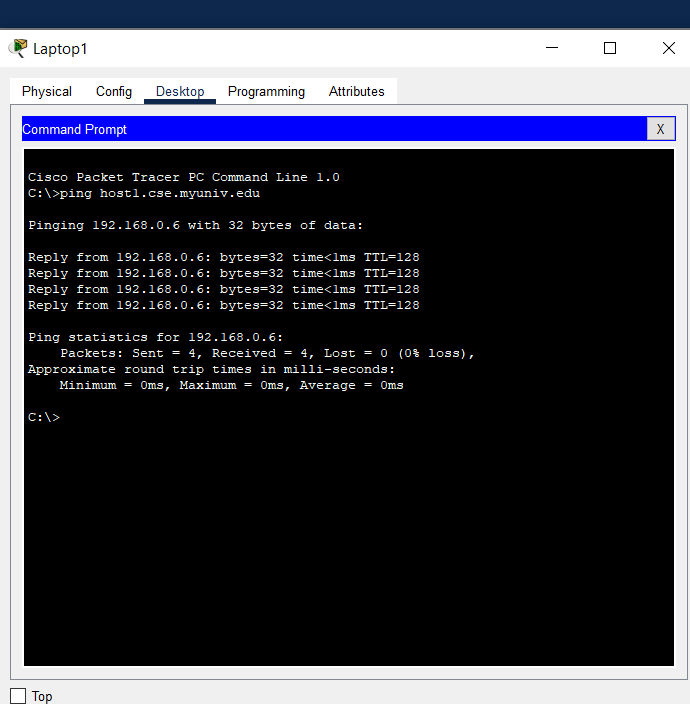 Laptop1
Physical Config Desktop Programming Attributes
Command Prompt X
Cisco Packet Tracer PC Command Line 1.0
C:\>ping host1.cse.myuniv.edu
Pinging 192.168.0.6 with 32 bytes of data:
Reply from 192.168.0.6: bytes=32 time<1ms TTL=128
Reply from 192.168.0.6: bytes=32 time<1ms TTL=128
Reply from 192.168.0.6: bytes=32 time<1ms TTL=128
Reply from 192.168.0.6: bytes=32 time<1ms TTL=128
Ping statistics for 192.168.0.6:
Packets: Sent = 4, Received = 4, Lost = 0 (0% loss),
Approximate round trip times in milli-seconds:
Minimum = 0ms, Maximum = 0ms, Average = 0ms
C:\>
Top